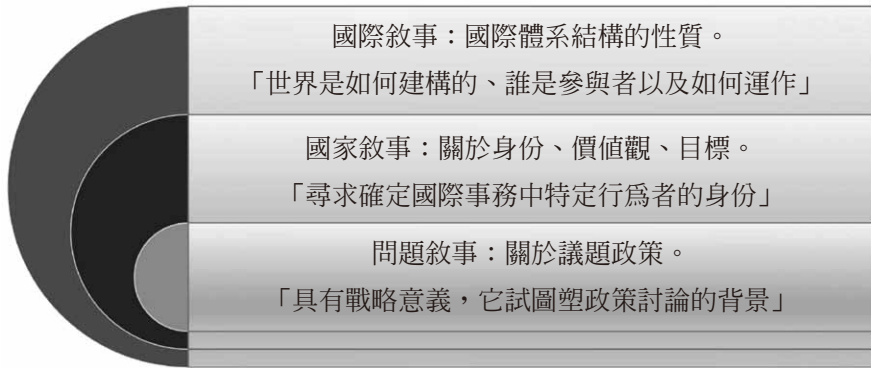 國際敘事：國際體系結構的性質。
「世界是如何建構的、誰是參與者以及如何運作」
國家敘事：關於身份、價值觀、目標。
「尋求確定國際事務中特定行爲者的身份」
問題敘事：關於議題政策。
「具有戰略意義，它試圖塑政策討論的背景」